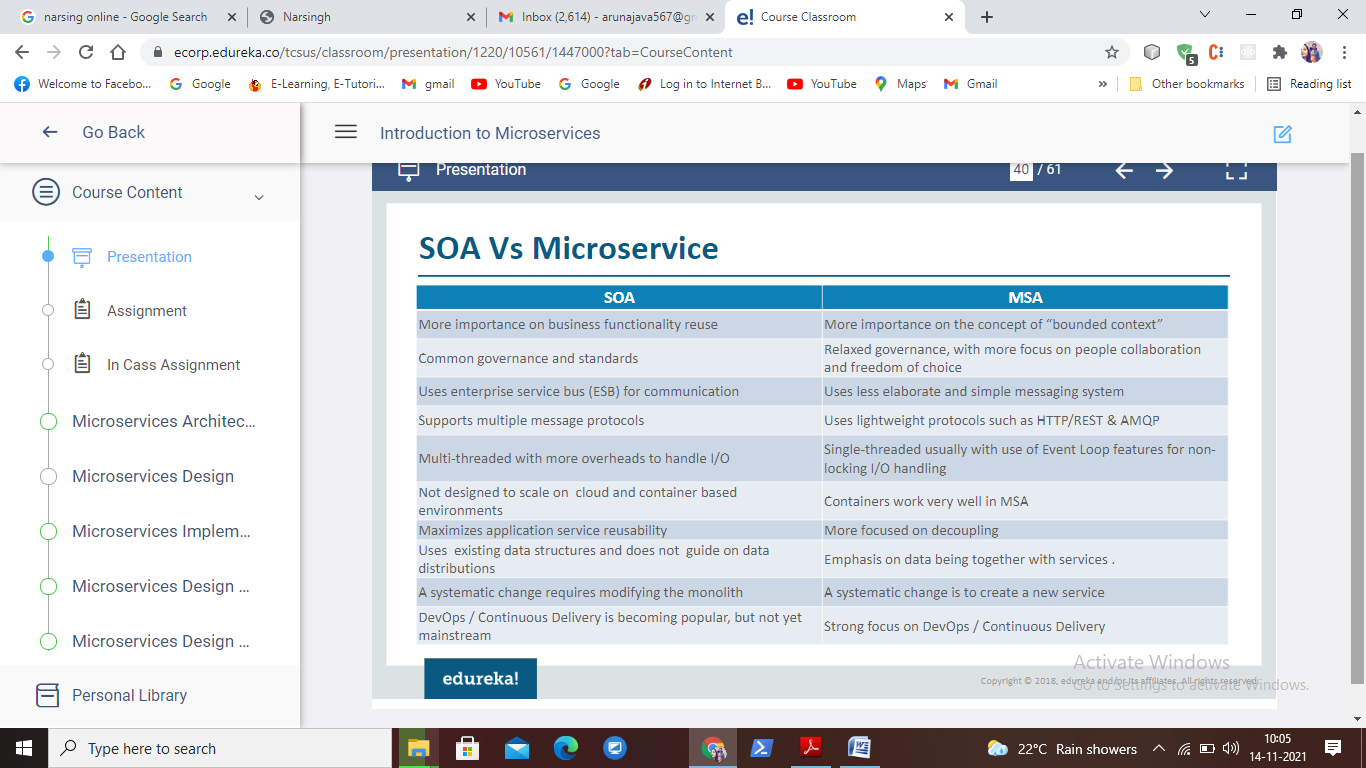 narsing online - Google Search
Narsingh
Inbox (2,614) - arunajava567@gr
e! Course Classroom
ecorp.edureka.co/tcsus/classroom/presentation/1220/10561/1447000?tab=CourseContent
5
Welcome to Facebo...
Google
E-Learning, E-Tutori...
gmail
YouTube
Google
Log in to Internet B...
YouTube
Maps
Gmail
»
Other bookmarks
Reading list
Go Back
Introduction to Microservices
Course Content
Presentation
Assignment
In Cass Assignment
Microservices Architec...
Microservices Design
Microservices Implem...
Microservices Design ...
Microservices Design ...
Personal Library
Presentation
40 / 61
SOA Vs Microservice
SOA
MSA
More importance on business functionality reuse
More importance on the concept of “bounded context”
Common governance and standards
Relaxed governance, with more focus on people collaboration
and freedom of choice
Uses enterprise service bus (ESB) for communication
Uses less elaborate and simple messaging system
Supports multiple message protocols
Uses lightweight protocols such as HTTP/REST & AMQP
Multi-threaded with more overheads to handle I/O
Single-threaded usually with use of Event Loop features for non-
locking I/O handling
Not designed to scale on cloud and container based
environments
Containers work very well in MSA
Maximizes application service reusability
More focused on decoupling
Uses existing data structures and does not guide on data
distributions
Emphasis on data being together with services .
A systematic change requires modifying the monolith
A systematic change is to create a new service
DevOps / Continuous Delivery is becoming popular, but not yet
mainstream
Strong focus on DevOps / Continuous Delivery
edureka!
Copyright © 2018, edureka and/or its affiliates. All rights reserved.
Activate Windows
Go to Settings to activate Windows.
Type here to search
22°C Rain showers
10:05
14-11-2021